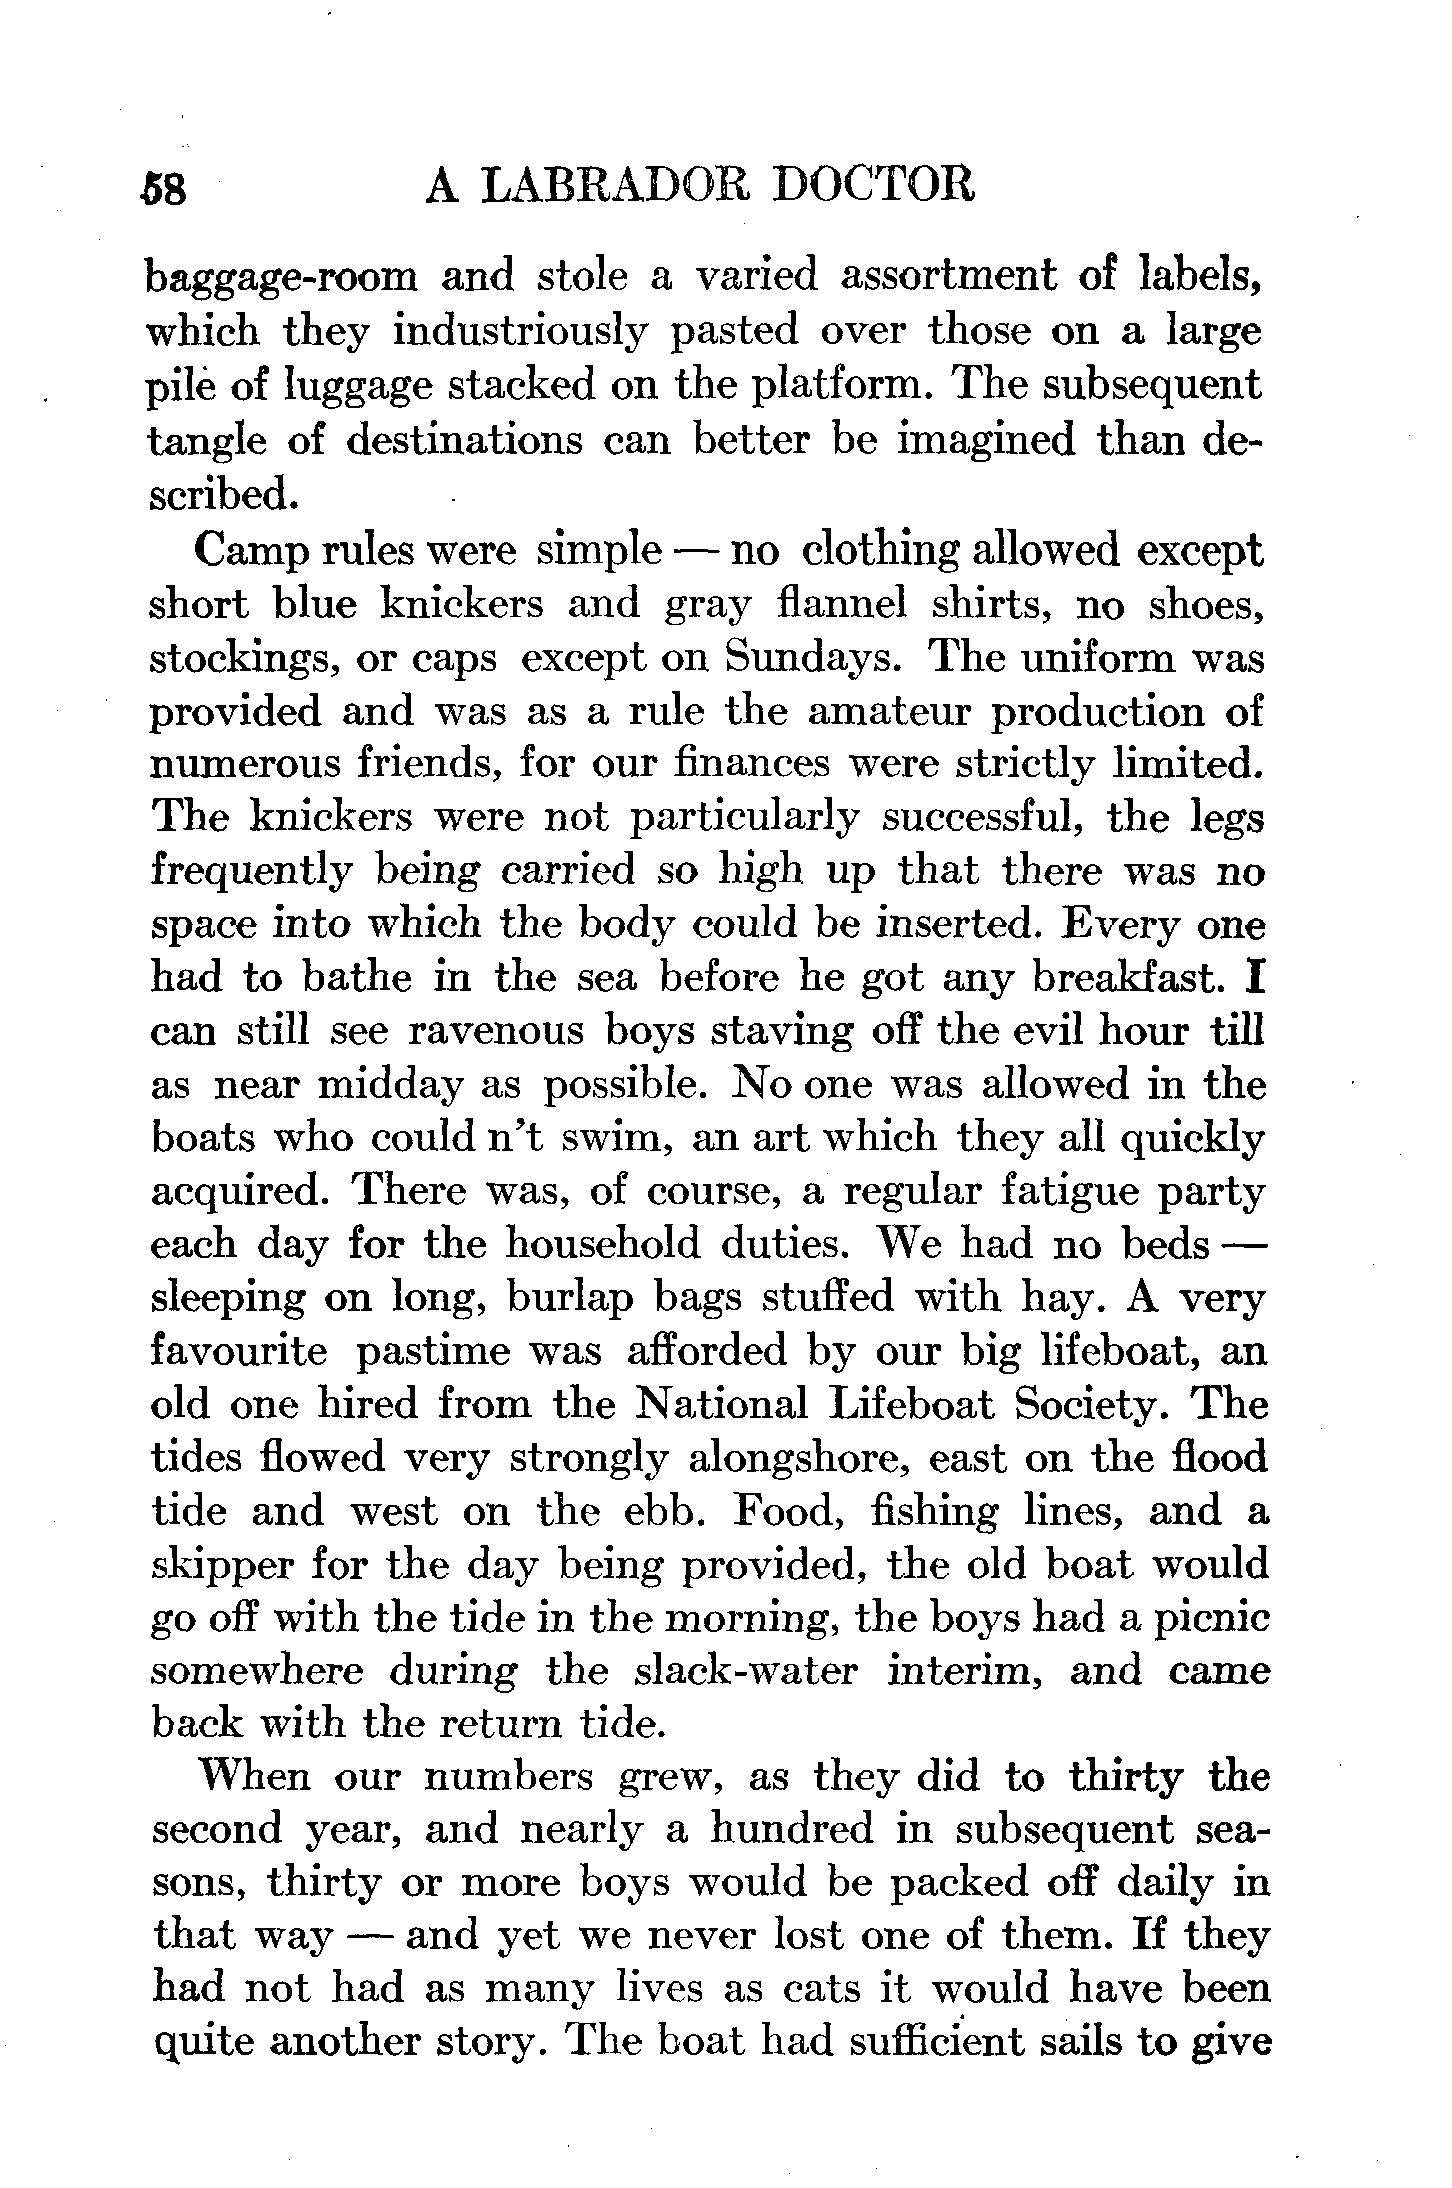 58 A LABRADOR DOCTOR
baggage-room and stole a varied assortment of labels,
which they industriously pasted over those on a large
pile of luggage stacked on the platform. The subsequent
tangle of destinations can better be imagined than de-
scribed.
Camp rules were simple — no clothing allowed except
short blue knickers and gray flannel shirts, no shoes,
stockings, or caps except on Sundays. The uniform was
provided and was as a rule the amateur production of
numerous friends, for our finances were strictly limited.
The knickers were not particularly successful, the legs
frequently being carried so high up that there was no
space into which the body could be inserted. Every one
had to bathe in the sea before he got any breakfast. I
can still see ravenous boys staving off the evil hour till
as near midday as possible. No one was allowed in the
boats who could n't swim, an art which they all quickly
acquired. There was, of course, a regular fatigue party
each day for the household duties. We had no beds —
sleeping on long, burlap bags stuffed with hay. A very
favourite pastime was afforded by our big lifeboat, an
old one hired from the National Lifeboat Society. The
tides flowed very strongly alongshore, east on the flood
tide and west on the ebb. Food, fishing lines, and a
skipper for the day being provided, the old boat would
go off with the tide in the morning, the boys had a picnic
somewhere during the slack-water interim, and came
back with the return tide.
When our numbers grew, as they did to thirty the
second year, and nearly a hundred in subsequent sea-
sons, thirty or more boys would be packed off daily in
that way — and yet we never lost one of them. If they
had not had as many lives as cats it would have been
quite another story. The boat had sufficient sails to give